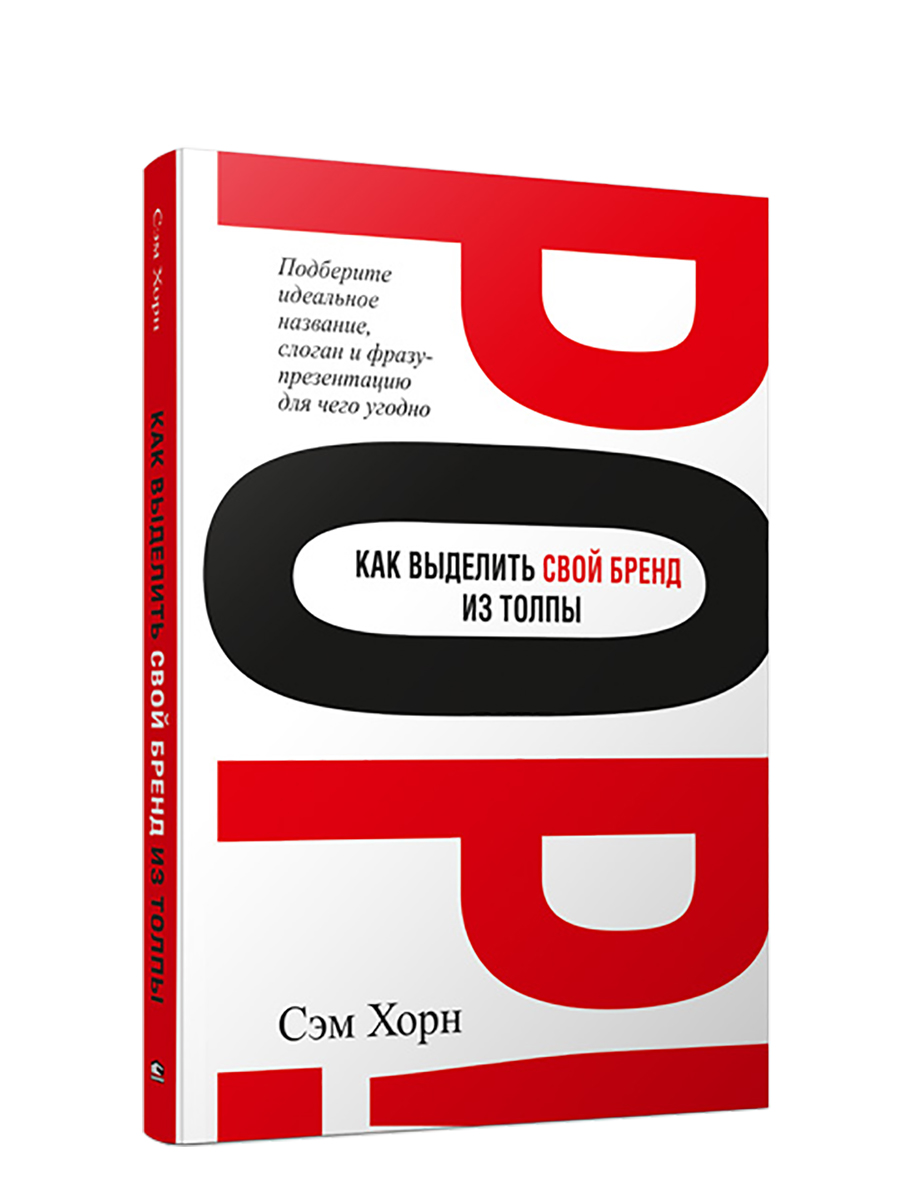 Подберите
идеальное
название,
слоган и фразу-
презентацию
для чего угодно
POP!
КАК ВЫДЕЛИТЬ СВОЙ БРЕНД
ИЗ ТОЛПЫ
Сэм Хорн
Сэм Хорн
КАК ВЫДЕЛИТЬ СВОЙ БРЕНД ИЗ ТОЛПЫ